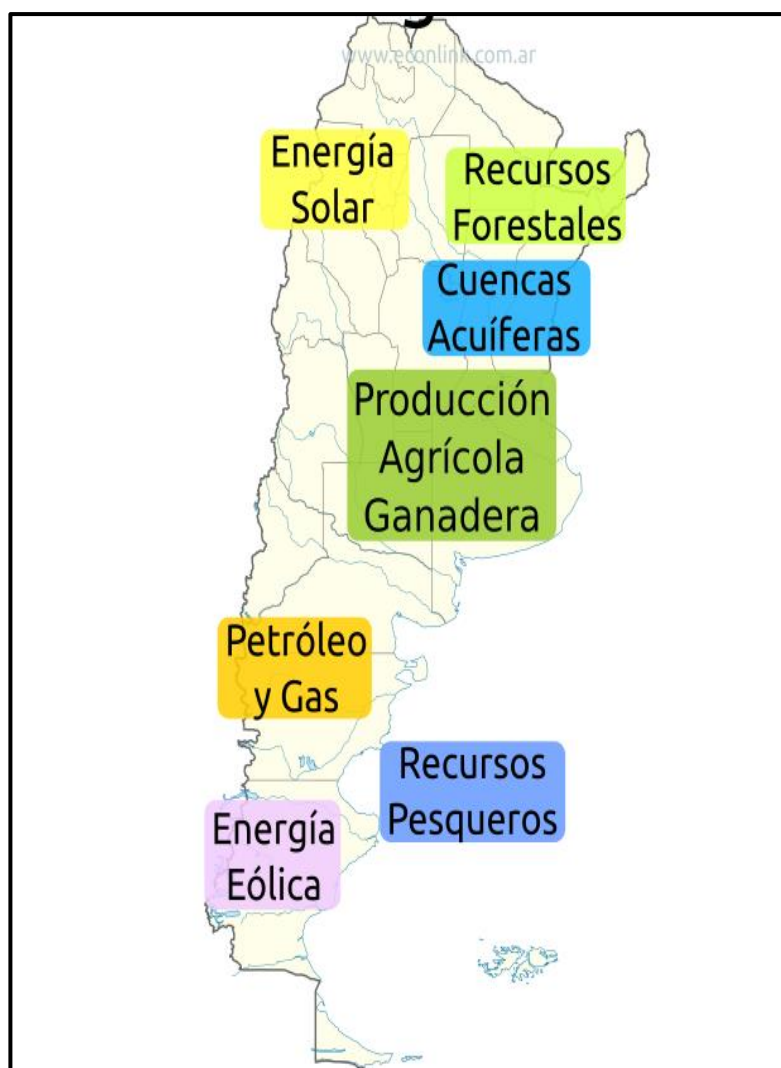 www.econlink.com.ar
Energía
Solar
Recursos
Forestales
Cuencas
Acuíferas
Producción
Agrícola
Ganadera
Petróleo
y Gas
Recursos
Pesqueros
Energía
Eólica